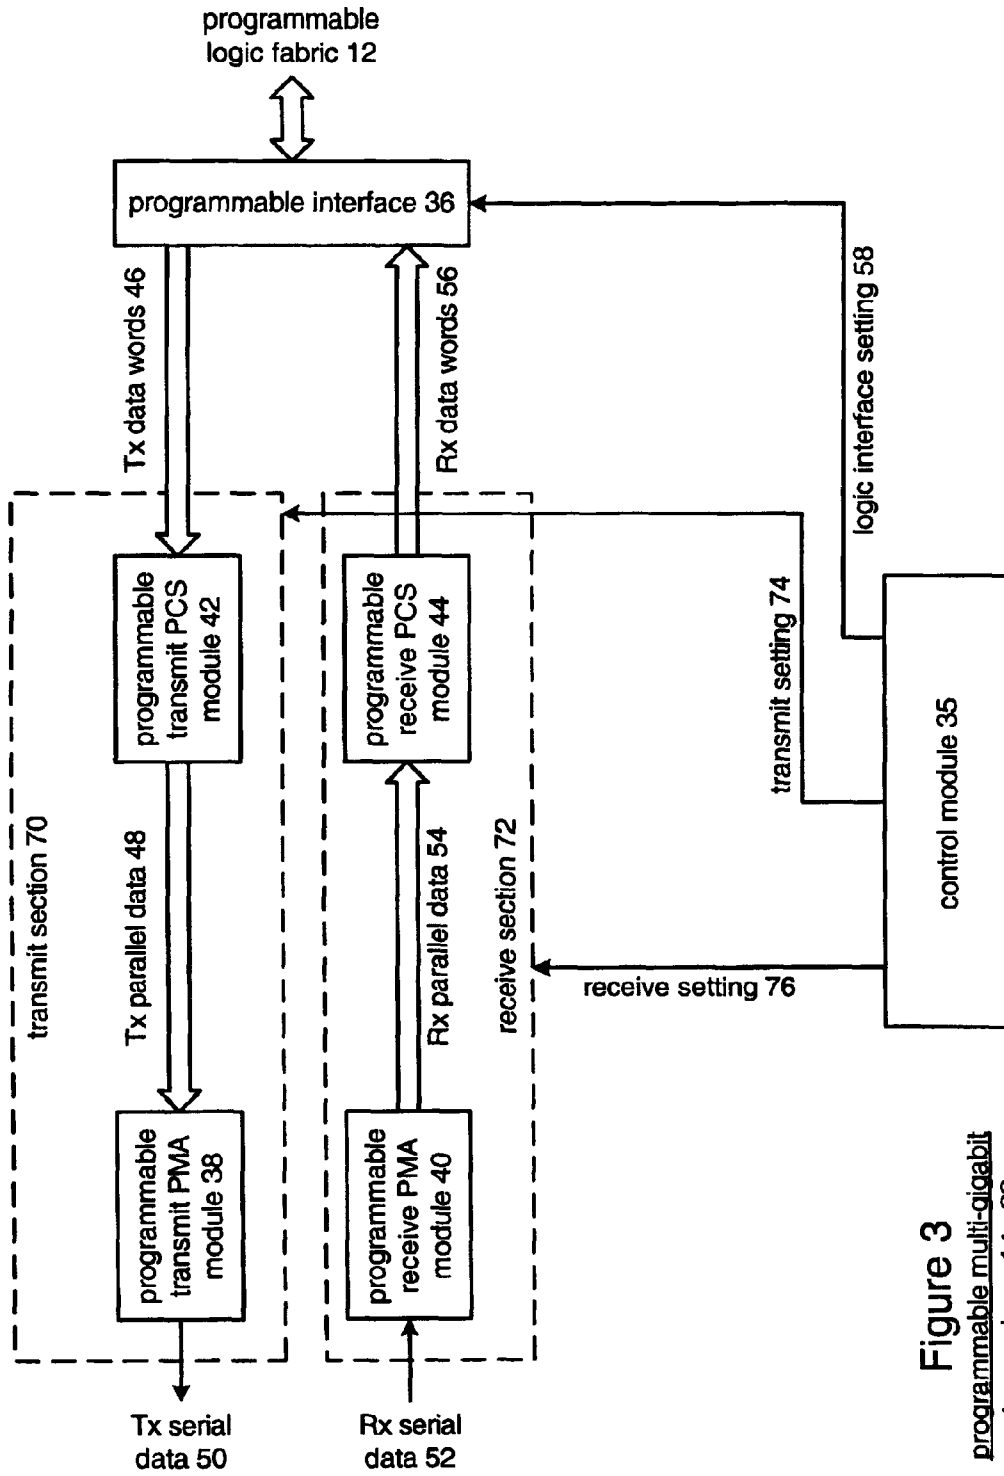 programmable
logic fabric 12
programmable interface 36
Tx data words 46
Rx data words 56
logic interface setting 58
programmable
transmit PCS
module 42
programmable
receive PCS
module 44
transmit setting 74
transmit section 70
Tx parallel data 48
Rx parallel data 54
receive section 72
receive setting 76
control module 35
programmable
transmit PMA
module 38
programmable
receive PMA
module 40
Tx serial
data 50
Rx serial
data 52
Figure 3
programmable multi-gigabit